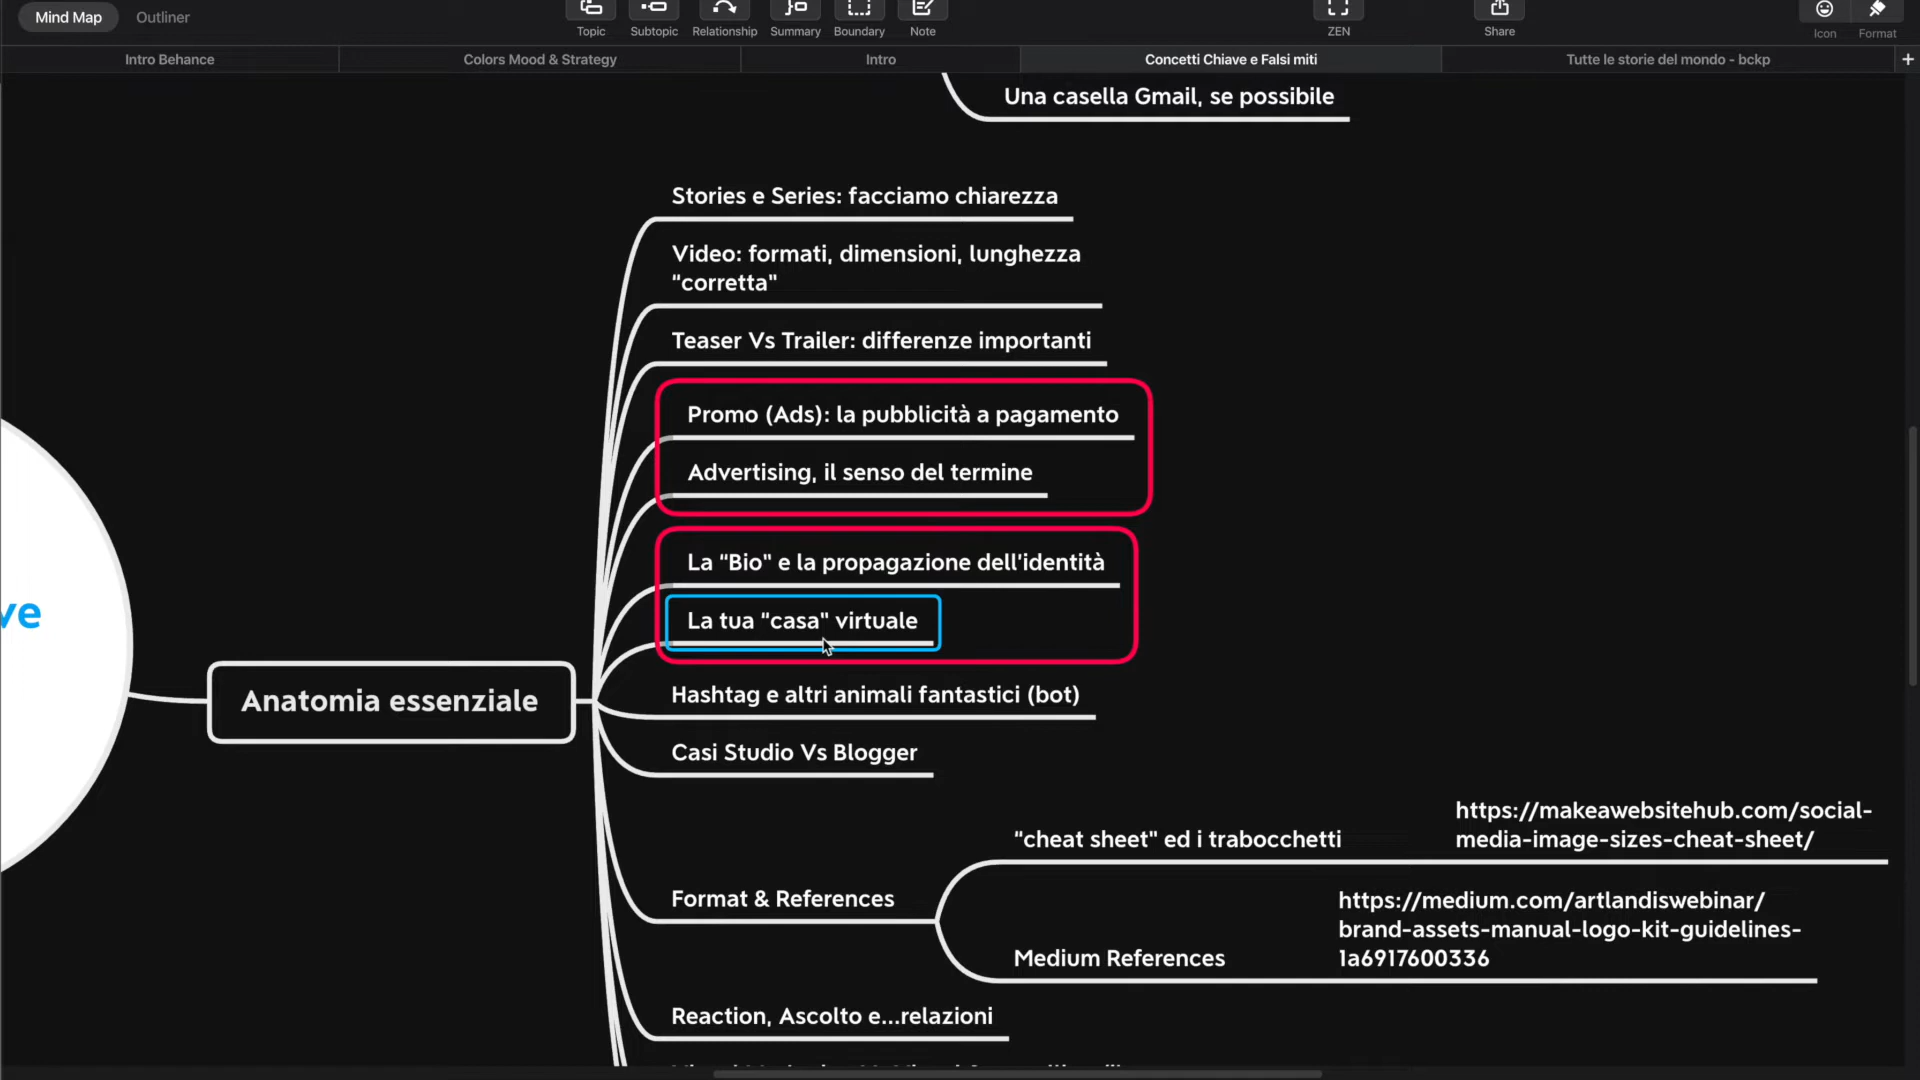 Mind Map
Outliner
Topic
Subtopic
Relationship
Summary
Boundary
Note
ZEN
Share
Icon
Format
Intro Behance
Colors Mood & Strategy
Intro
Concetti Chiave e Falsi miti
Tutte le storie del mondo - bckp
+
Una casella Gmail, se possibile
Stories e Series: facciamo chiarezza
Video: formati, dimensioni, lunghezza
“corretta”
Teaser Vs Trailer: differenze importanti
Promo (Ads): la pubblicità a pagamento
Advertising, il senso del termine
La “Bio” e la propagazione dell'identità
ve
La tua “casa” virtuale
Anatomia essenziale
Hashtag e altri animali fantastici (bot)
Casi Studio Vs Blogger
“cheat sheet” ed i trabocchetti
https://makeawebsitehub.com/social-
media-image-sizes-cheat-sheet/
Format & References
Medium References
https://medium.com/artlandiswebinar/
brand-assets-manual-logo-kit-guidelines-
1a6917600336
Reaction, Ascolto e...relazioni